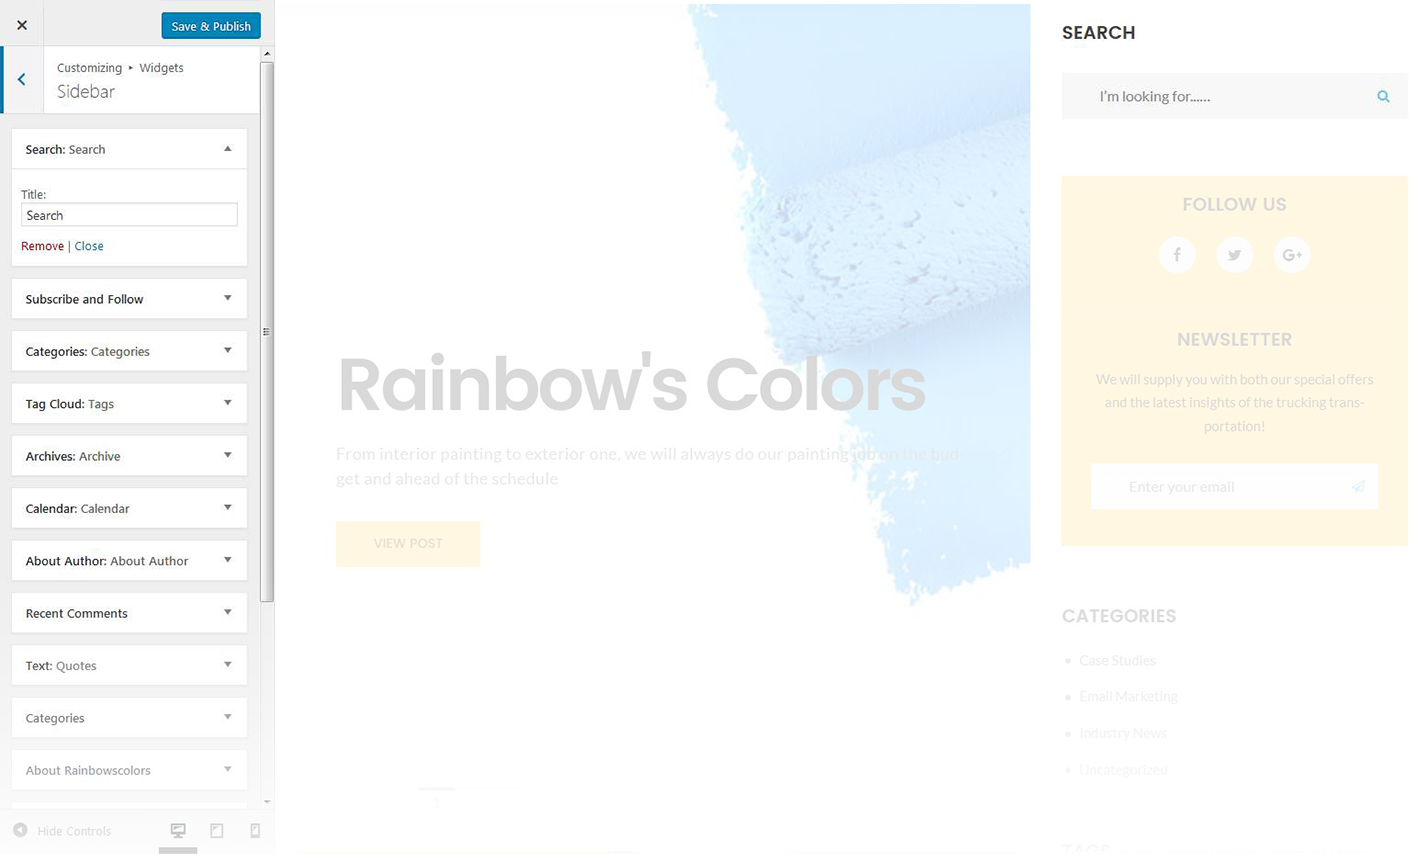 Save & Publish
Customizing ▸ Widgets
Sidebar
Search: Search
Title:
Search
Remove | Close
Subscribe and Follow
Categories: Categories
Tag Cloud: Tags
Archives: Archive
Calendar: Calendar
About Author: About Author
Recent Comments
Text: Quotes
Categories
About Rainbowscolors
Hide Controls
Rainbow's Colors
From interior painting to exterior one, we will always do our painting job on the bud-
get and ahead of the schedule
VIEW POST
SEARCH
I'm looking for......
FOLLOW US
NEWSLETTER
We will supply you with both our special offers
and the latest insights of the trucking trans-
portation!
Enter your email
CATEGORIES
Case Studies
Email Marketing
Industry News
Uncategorized
TAGS